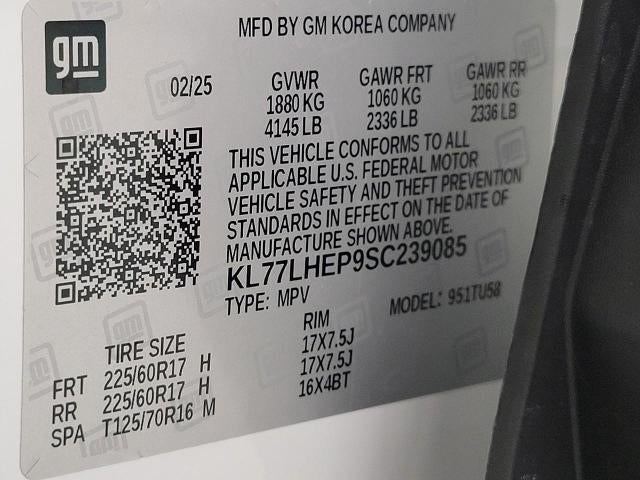 gm
MFD BY GM KOREA COMPANY
02/25
GVWR GAWR FRT GAWR RR
1880 KG 1060 KG 1060 KG
4145 LB 2336 LB 2336 LB
THIS VEHICLE CONFORMS TO ALL
APPLICABLE U.S. FEDERAL MOTOR
VEHICLE SAFETY AND THEFT PREVENTION
STANDARDS IN EFFECT ON THE DATE OF
MANUFACTURE SHOWN ABOVE.
KL77LHEP9SC239085
TYPE: MPV MODEL: 951TU58
TIRE SIZE RIM
FRT 225/60R17 H 17X7.5J
RR 225/60R17 H 17X7.5J
SPA T125/70R16 M 16X4BT